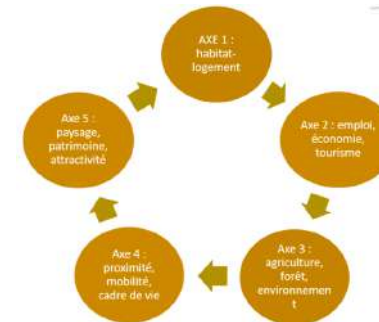 AXE 1 :
habitat-
logement
Axe 2 : emploi,
économie,
tourisme
Axe 3 :
agriculture,
forêt,
environnemen
t
Axe 4 :
proximité,
mobilité,
cadre de vie
Axe 5 :
paysage,
patrimoine,
attractivité